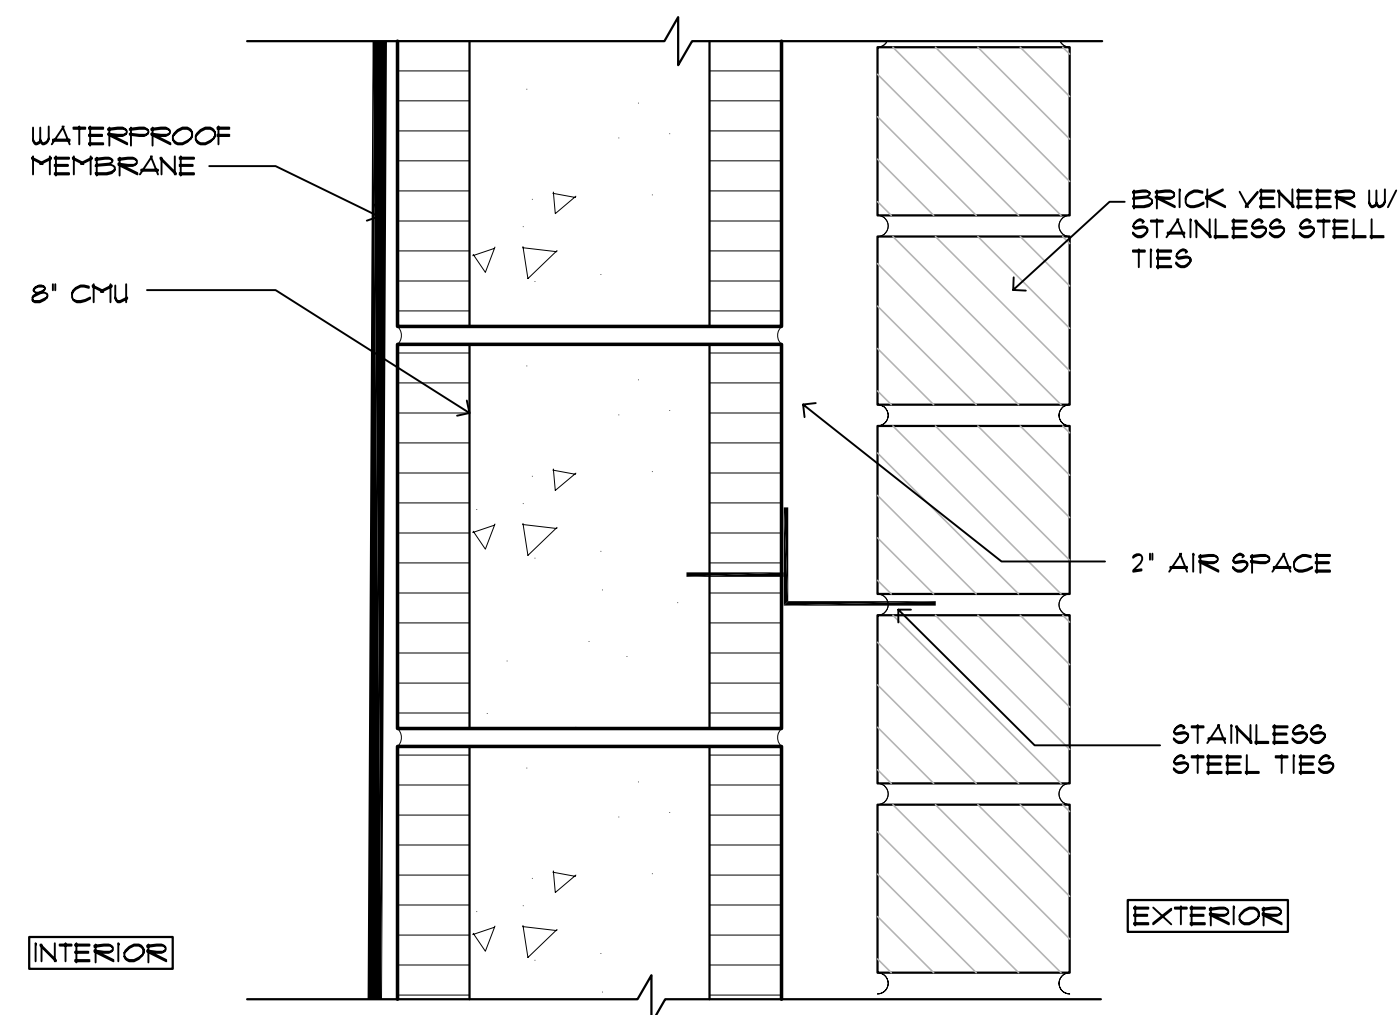 WATERPROOF
MEMBRANE
8" CMU
BRICK VENEER W/
STAINLESS STELL
TIES
2" AIR SPACE
STAINLESS
STEEL TIES
EXTERIOR
INTERIOR